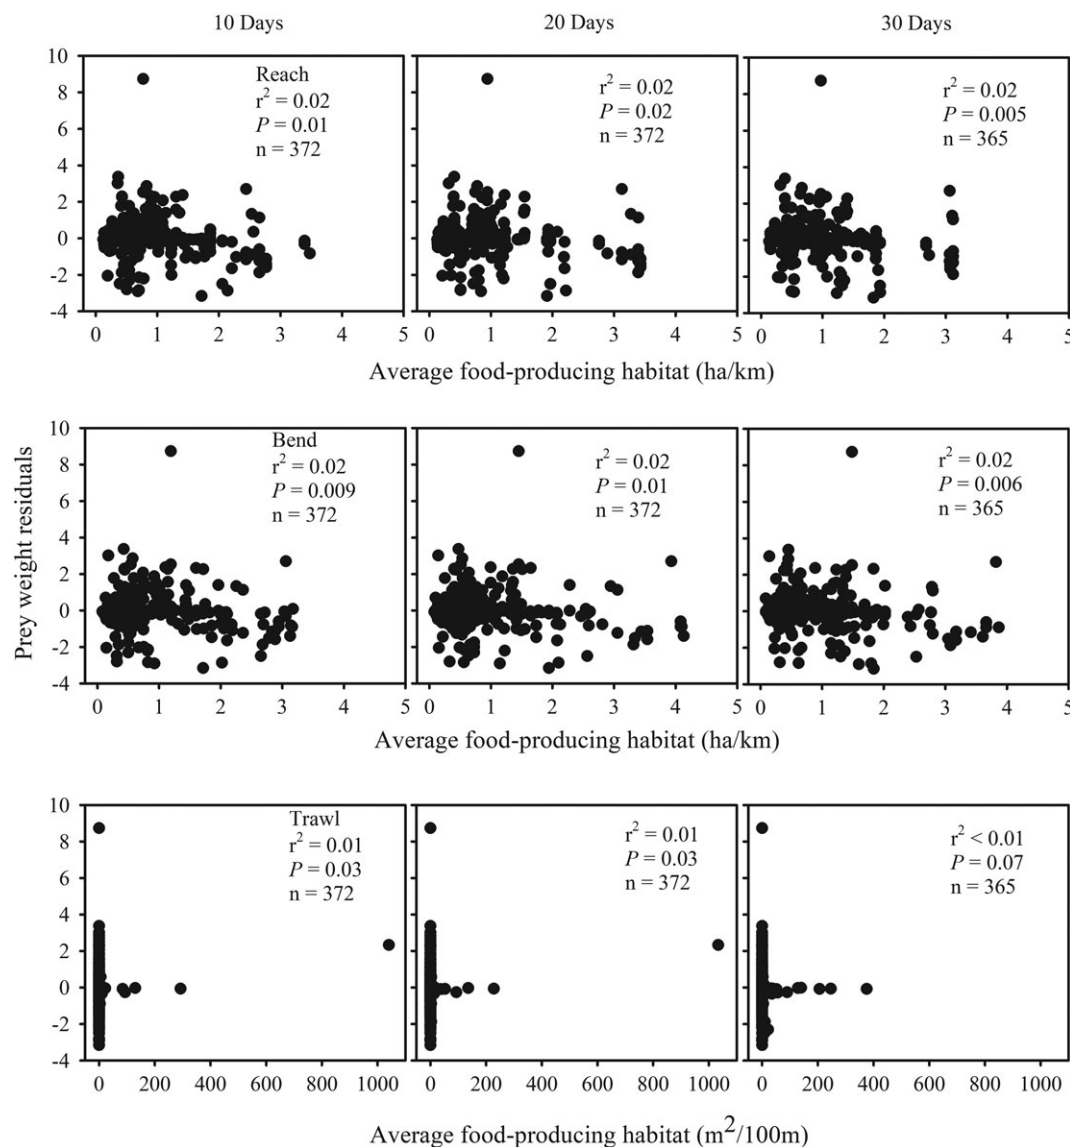 10 Days 20 Days 30 Days
10
8
6
4
2
0
-2
-4
Reach
r² = 0.02
P = 0.01
n = 372
r² = 0.02
P = 0.02
n = 372
r² = 0.02
P = 0.005
n = 365
0 1 2 3 4 5 0 1 2 3 4 5 0 1 2 3 4 5
Average food-producing habitat (ha/km)
Prey weight residuals
10
8
6
4
2
0
-2
-4
Bend
r² = 0.02
P = 0.009
n = 372
r² = 0.02
P = 0.01
n = 372
r² = 0.02
P = 0.006
n = 365
0 1 2 3 4 5 0 1 2 3 4 5 0 1 2 3 4 5
Average food-producing habitat (ha/km)
10
8
6
4
2
0
-2
-4
Trawl
r² = 0.01
P = 0.03
n = 372
r² = 0.01
P = 0.03
n = 372
r² < 0.01
P = 0.07
n = 365
0 200 400 600 800 1000 0 200 400 600 800 1000 0 200 400 600 800 1000
Average food-producing habitat (m²/100m)